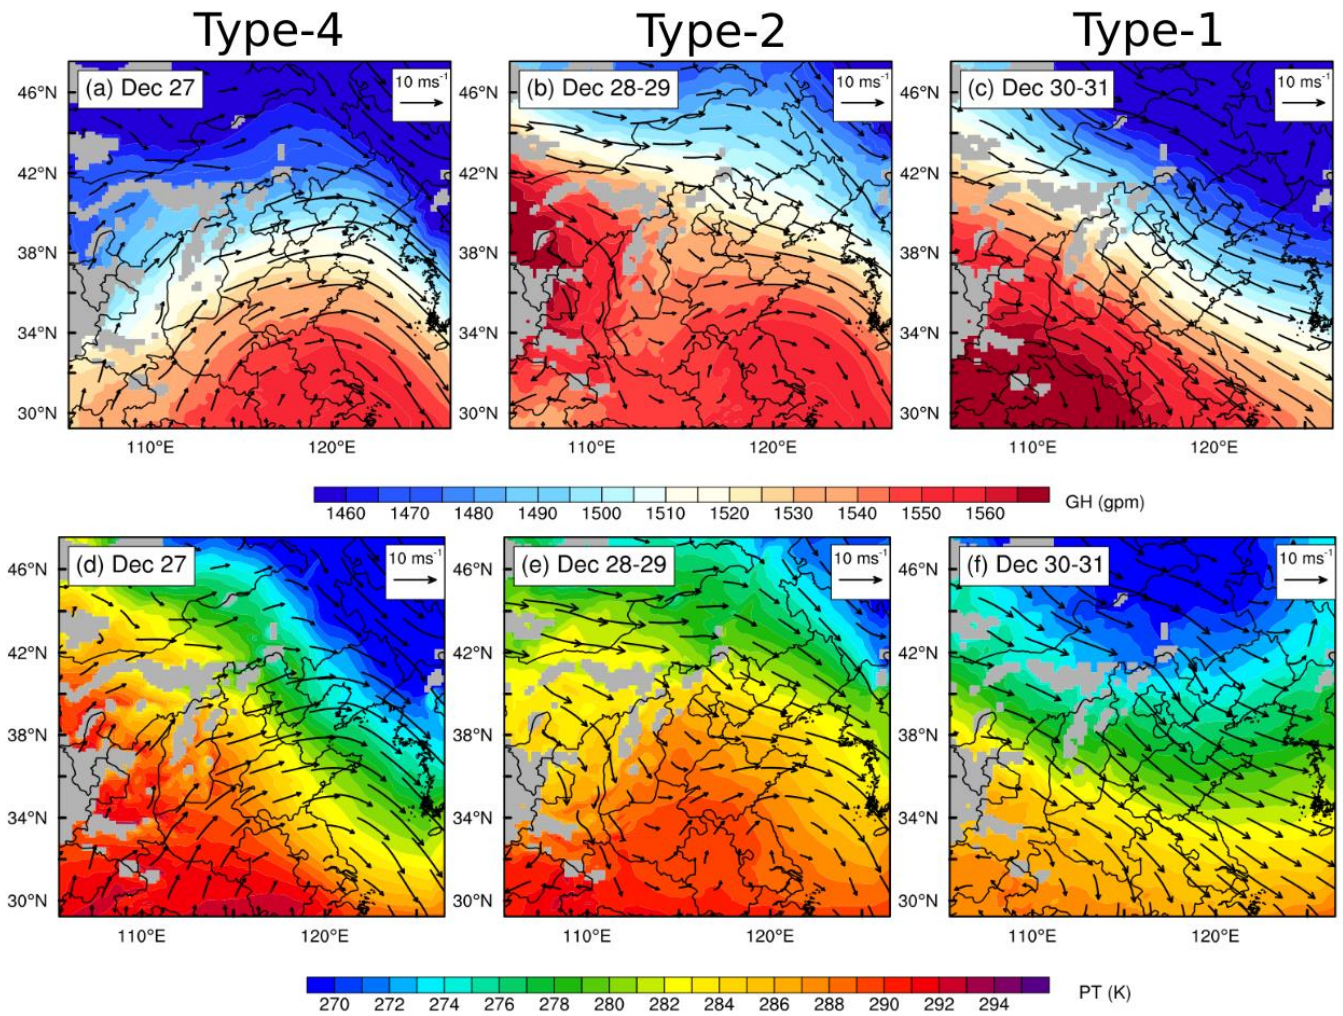 Type-4 Type-2 Type-1
(a) Dec 27 10 ms⁻¹ (b) Dec 28-29 10 ms⁻¹ (c) Dec 30-31 10 ms⁻¹
46°N 46°N 46°N
42°N 42°N 42°N
38°N 38°N 38°N
34°N 34°N 34°N
30°N 30°N 30°N
110°E 120°E 110°E 120°E 110°E 120°E
1460 1470 1480 1490 1500 1510 1520 1530 1540 1550 1560 GH (gpm)
(d) Dec 27 10 ms⁻¹ (e) Dec 28-29 10 ms⁻¹ (f) Dec 30-31 10 ms⁻¹
46°N 46°N 46°N
42°N 42°N 42°N
38°N 38°N 38°N
34°N 34°N 34°N
30°N 30°N 30°N
110°E 120°E 110°E 120°E 110°E 120°E
270 272 274 276 278 280 282 284 286 288 290 292 294 PT (K)